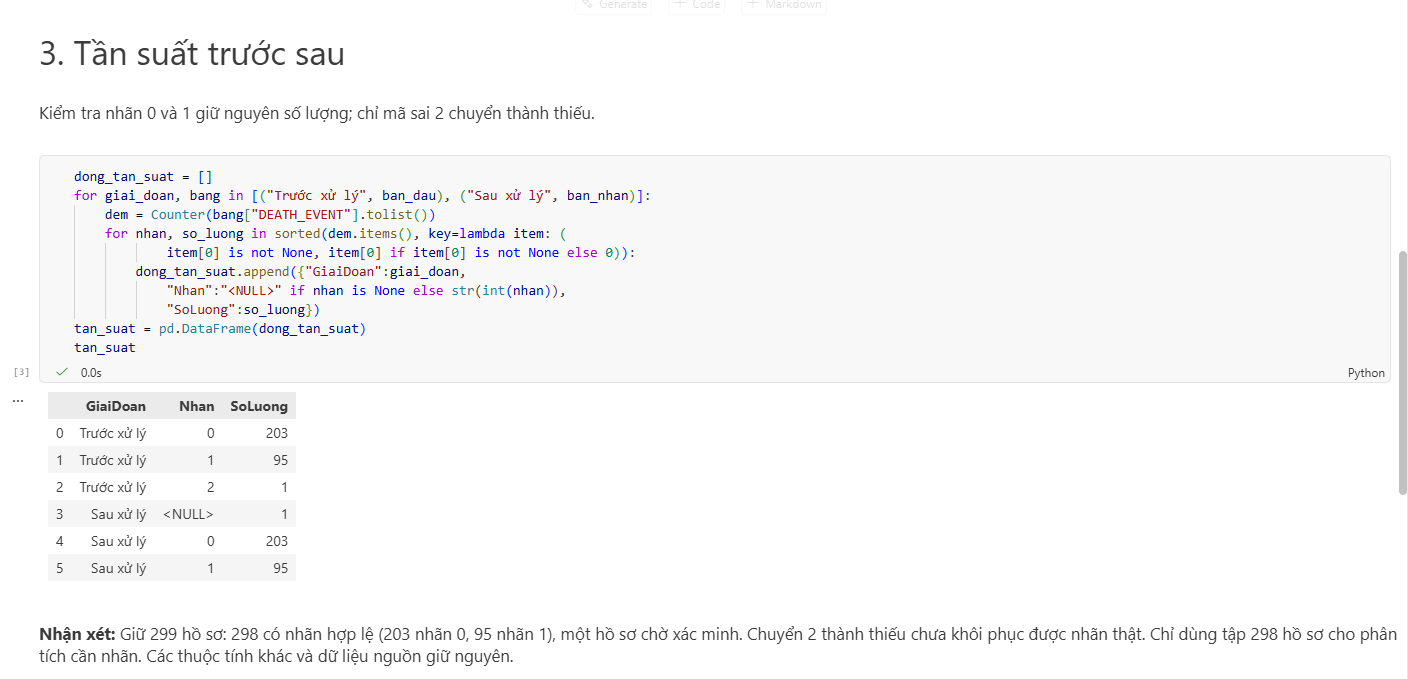 Generate + Code + Markdown
3. Tần suất trước sau
Kiểm tra nhãn 0 và 1 giữ nguyên số lượng; chỉ mã sai 2 chuyển thành thiếu.
dong_tan_suat = []
for giai_doan, bang in [("Trước xử lý", ban_dau), ("Sau xử lý", ban_nhan)]:
    dem = Counter(bang["DEATH_EVENT"].tolist())
    for nhan, so_luong in sorted(dem.items(), key=lambda item: (
            item[0] is not None, item[0] if item[0] is not None else 0)):
        dong_tan_suat.append({"GiaiDoan":giai_doan,
            "Nhan":"<NULL>" if nhan is None else str(int(nhan)),
            "SoLuong":so_luong})
tan_suat = pd.DataFrame(dong_tan_suat)
tan_suat
[3] ✓ 0.0s Python
...
GiaiDoan Nhan SoLuong
0 Trước xử lý 0 203
1 Trước xử lý 1 95
2 Trước xử lý 2 1
3 Sau xử lý <NULL> 1
4 Sau xử lý 0 203
5 Sau xử lý 1 95
Nhận xét: Giữ 299 hồ sơ: 298 có nhãn hợp lệ (203 nhãn 0, 95 nhãn 1), một hồ sơ chờ xác minh. Chuyển 2 thành thiếu chưa khôi phục được nhãn thật. Chỉ dùng tập 298 hồ sơ cho phân
tích cần nhãn. Các thuộc tính khác và dữ liệu nguồn giữ nguyên.